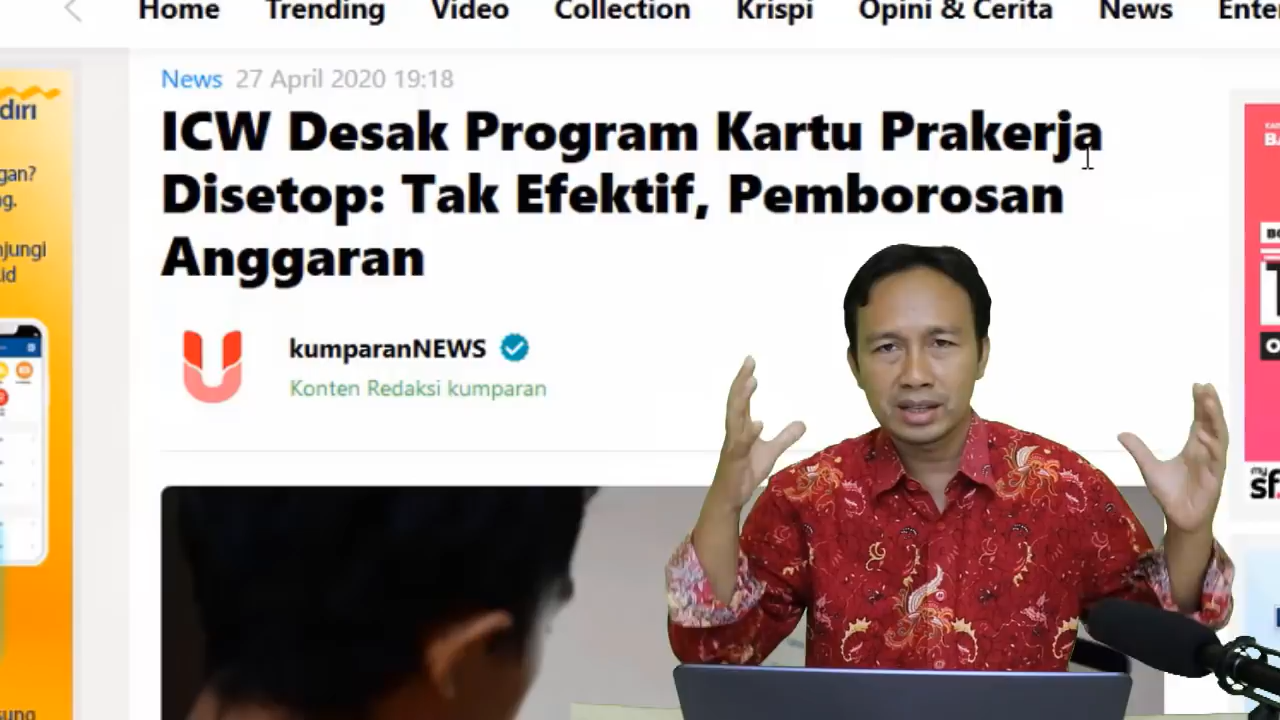 Home Trending Video Collection Krispi Opini & Cerita News
News 27 April 2020 19:18
ICW Desak Program Kartu Prakerja
Disetop: Tak Efektif, Pemborosan
Anggaran
kumparanNEWS
Konten Redaksi kumparan